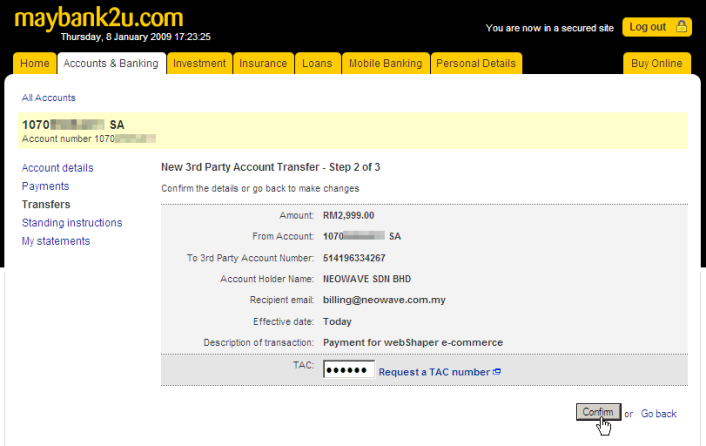 maybank2u.com
Thursday, 8 January 2009 17:23:25
You are now in a secured site Log out
Home Accounts & Banking Investment Insurance Loans Mobile Banking Personal Details Buy Online
All Accounts
1070 SA
Account number 1070
Account details
Payments
Transfers
Standing instructions
My statements
New 3rd Party Account Transfer - Step 2 of 3
Confirm the details or go back to make changes
Amount: RM2,999.00
From Account: 1070 SA
To 3rd Party Account Number: 514196334267
Account Holder Name: NEOWAVE SDN BHD
Recipient email: billing@neowave.com.my
Effective date: Today
Description of transaction: Payment for webShaper e-commerce
TAC: ●●●●●● Request a TAC number
Confirm or Go back